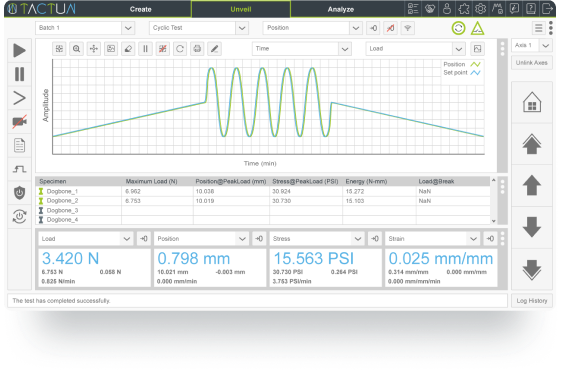 TACTUN
Create Unveil Analyze
Batch 1 Cyclic Test Position
Axis 1
Time Load
Unlink Axes
Position
Set point
Amplitude
Time (min)
Specimen Maximum Load (N) Position@PeakLoad (mm) Stress@PeakLoad (PSI) Energy (N-mm) Load@Break
Dogbone_1 6.962 10.038 30.924 15.272 NaN
Dogbone_2 6.753 10.019 30.730 15.103 NaN
Dogbone_3
Dogbone_4
Load Position Stress Strain
3.420 N 0.798 mm 15.563 PSI 0.025 mm/mm
6.753 N 0.058 N 10.021 mm -0.003 mm 30.730 PSI 0.264 PSI 0.314 mm/mm 0.000 mm/mm
0.825 N/min 0.000 mm/min 3.753 PSI/min 0.000 mm/mm/min
The test has completed successfully. Log History